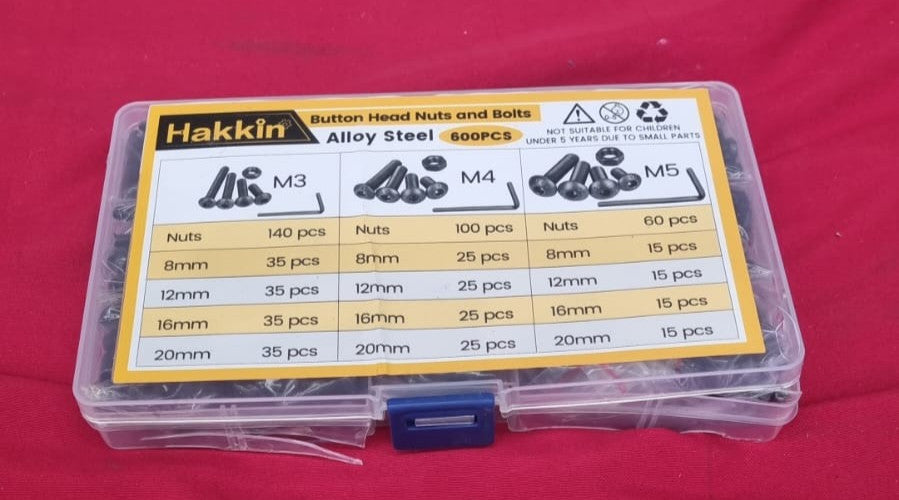 Hakkin
Button Head Nuts and Bolts
Alloy Steel 600PCS
NOT SUITABLE FOR CHILDREN
UNDER 5 YEARS DUE TO SMALL PARTS
M3 M4 M5
Nuts 140 pcs Nuts 100 pcs Nuts 60 pcs
8mm 35 pcs 8mm 25 pcs 8mm 15 pcs
12mm 35 pcs 12mm 25 pcs 12mm 15 pcs
16mm 35 pcs 16mm 25 pcs 16mm 15 pcs
20mm 35 pcs 20mm 25 pcs 20mm 15 pcs